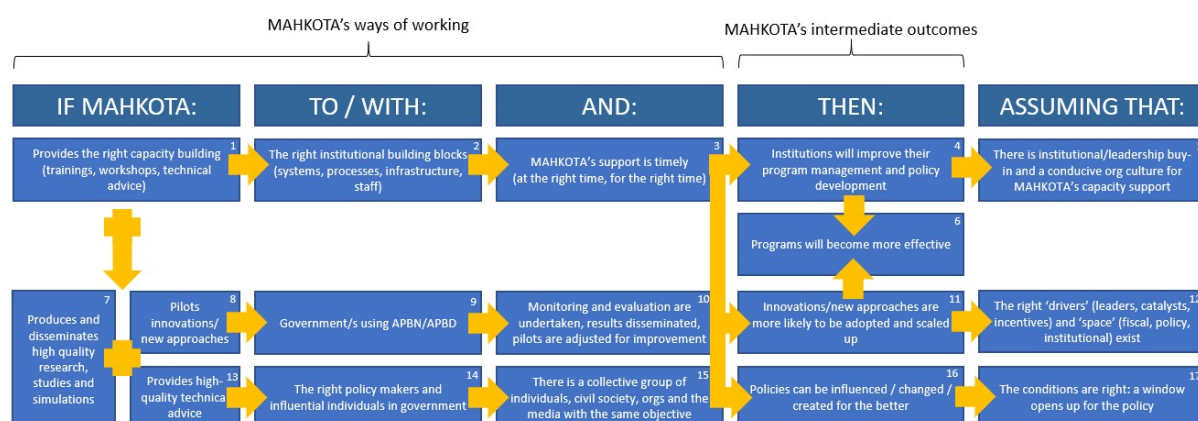 MAHKOTA's ways of working
MAHKOTA's intermediate outcomes
IF MAHKOTA:
TO / WITH:
AND:
THEN:
ASSUMING THAT:
1
Provides the right capacity building
(trainings, workshops, technical
advice)
2
The right institutional building blocks
(systems, processes, infrastructure,
staff)
3
MAHKOTA's support is timely
(at the right time, for the right time)
4
Institutions will improve their
program management and policy
development
There is institutional/leadership buy-
in and a conducive org culture for
MAHKOTA's capacity support
6
Programs will become more effective
7
Produces and
disseminates
high quality
research,
studies and
simulations
8
Pilots
innovations/
new approaches
9
Government/s using APBN/APBD
10
Monitoring and evaluation are
undertaken, results disseminated,
pilots are adjusted for improvement
11
Innovations/new approaches are
more likely to be adopted and scaled
up
12
The right 'drivers' (leaders, catalysts,
incentives) and 'space' (fiscal, policy,
institutional) exist
13
Provides high-
quality technical
advice
14
The right policy makers and
influential individuals in government
15
There is a collective group of
individuals, civil society, orgs and the
media with the same objective
16
Policies can be influenced / changed /
created for the better
17
The conditions are right: a window
opens up for the policy